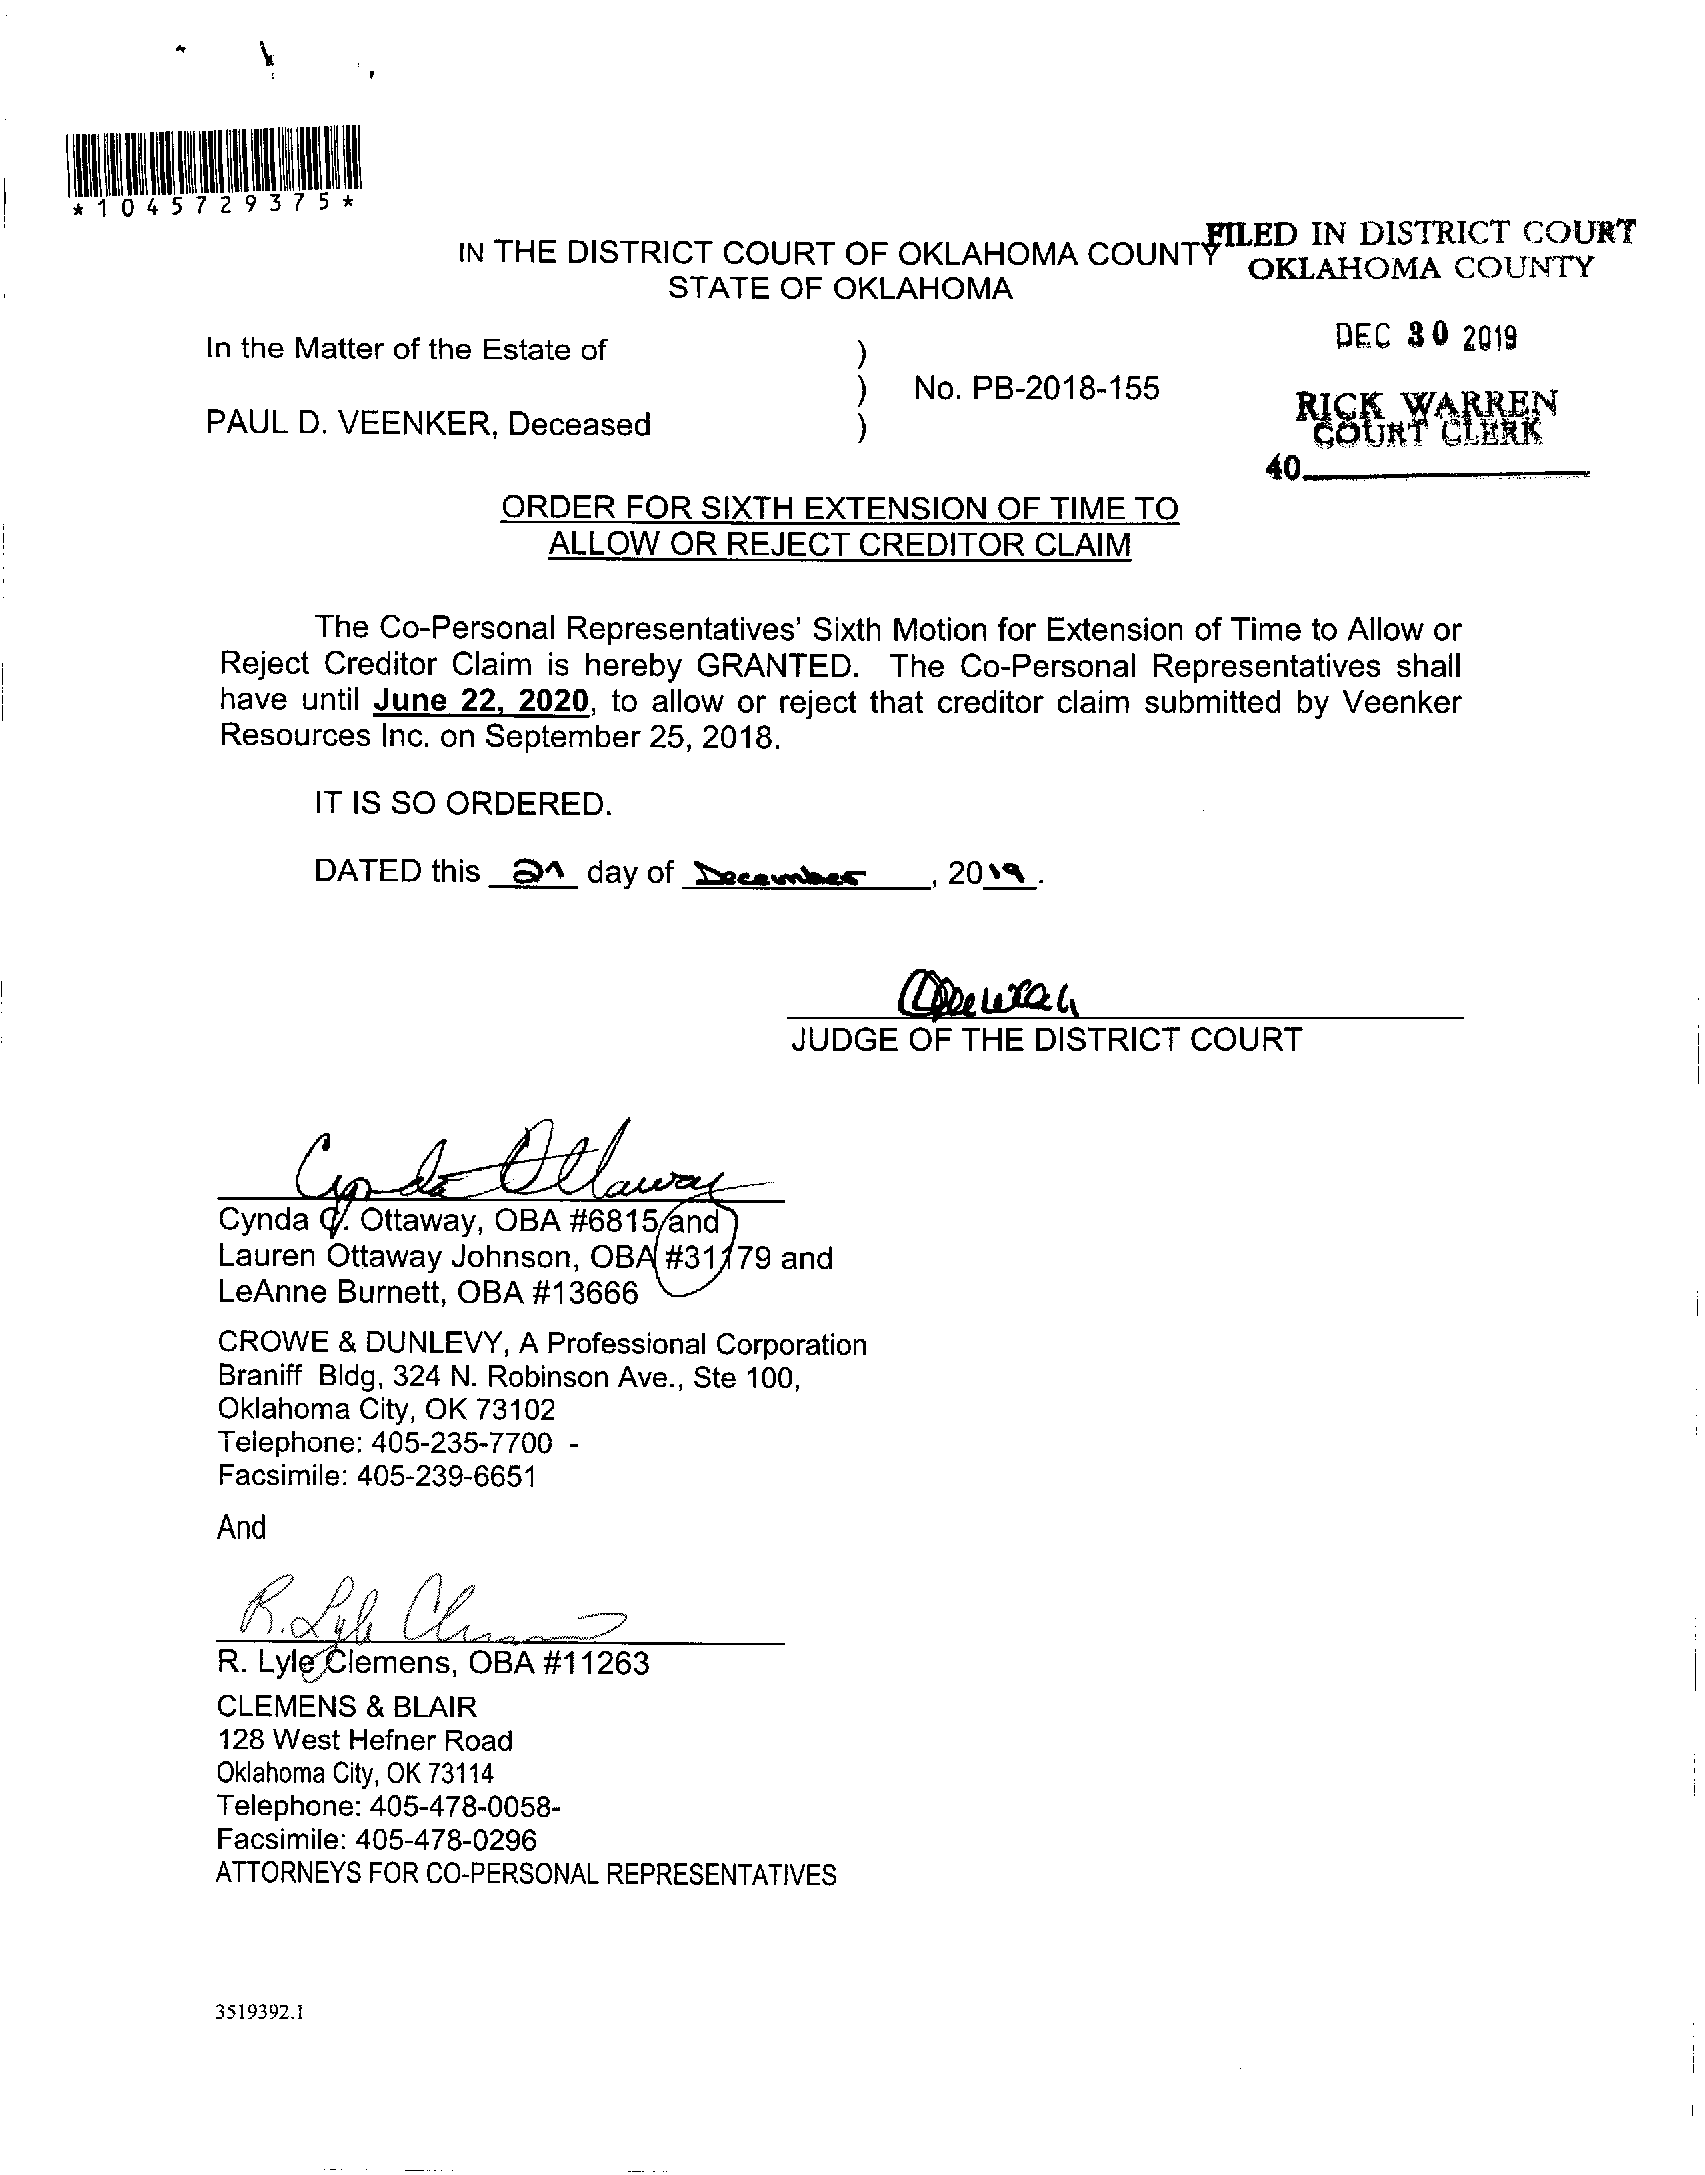 *1045729375*
FILED IN DISTRICT COURT
OKLAHOMA COUNTY
IN THE DISTRICT COURT OF OKLAHOMA COUNTY
STATE OF OKLAHOMA
DEC 30 2019
In the Matter of the Estate of )
) No. PB-2018-155
RICK WARREN
COURT CLERK
PAUL D. VEENKER, Deceased )
40
ORDER FOR SIXTH EXTENSION OF TIME TO
ALLOW OR REJECT CREDITOR CLAIM
The Co-Personal Representatives' Sixth Motion for Extension of Time to Allow or
Reject Creditor Claim is hereby GRANTED. The Co-Personal Representatives shall
have until June 22, 2020, to allow or reject that creditor claim submitted by Veenker
Resources Inc. on September 25, 2018.
IT IS SO ORDERED.
DATED this day of December, 2019.
JUDGE OF THE DISTRICT COURT
Cynda Ottaway
Cynda C. Ottaway, OBA #6815 and
Lauren Ottaway Johnson, OBA #31179 and
LeAnne Burnett, OBA #13666
CROWE & DUNLEVY, A Professional Corporation
Braniff Bldg, 324 N. Robinson Ave., Ste 100,
Oklahoma City, OK 73102
Telephone: 405-235-7700 -
Facsimile: 405-239-6651
And
R. Lyle Clemens
R. Lyle Clemens, OBA #11263
CLEMENS & BLAIR
128 West Hefner Road
Oklahoma City, OK 73114
Telephone: 405-478-0058-
Facsimile: 405-478-0296
ATTORNEYS FOR CO-PERSONAL REPRESENTATIVES
3519392.1